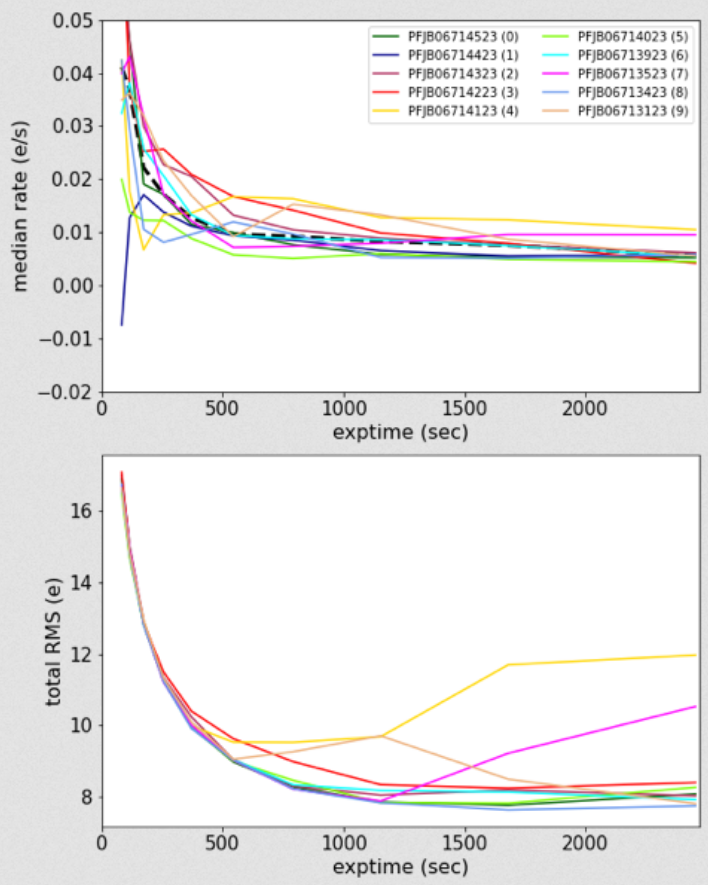 0.05
0.04
0.03
0.02
0.01
0.00
−0.01
−0.02
median rate (e/s)
PFJB06714523 (0)
PFJB06714423 (1)
PFJB06714323 (2)
PFJB06714223 (3)
PFJB06714123 (4)
PFJB06714023 (5)
PFJB06713923 (6)
PFJB06713523 (7)
PFJB06713423 (8)
PFJB06713123 (9)
0 500 1000 1500 2000
exptime (sec)
16
14
12
10
8
total RMS (e)
0 500 1000 1500 2000
exptime (sec)